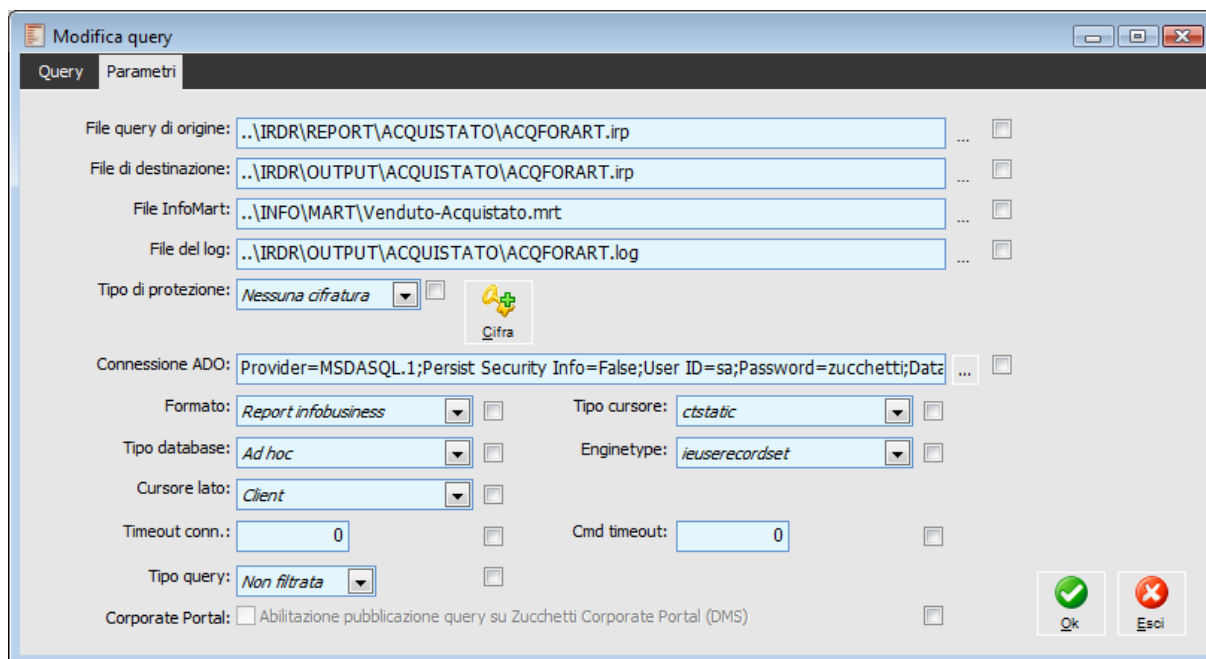 Modifica query
Query Parametri
File query di origine: ..\IRDR\REPORT\ACQUISTATO\ACQFORART.irp ...
File di destinazione: ..\IRDR\OUTPUT\ACQUISTATO\ACQFORART.irp ...
File InfoMart: ..\INFO\MART\Venduto-Acquistato.mrt ...
File del log: ..\IRDR\OUTPUT\ACQUISTATO\ACQFORART.log ...
Tipo di protezione: Nessuna cifratura
Cifra
Connessione ADO: Provider=MSDASQL.1;Persist Security Info=False;User ID=sa;Password=zucchetti;Data ...
Formato: Report infobusiness Tipo cursore: ctstatic
Tipo database: Ad hoc Enginetype: ieuserecordset
Cursore lato: Client
Timeout conn.: 0 Cmd timeout: 0
Tipo query: Non filtrata
Corporate Portal: Abilitazione pubblicazione query su Zucchetti Corporate Portal (DMS)
Ok Esci